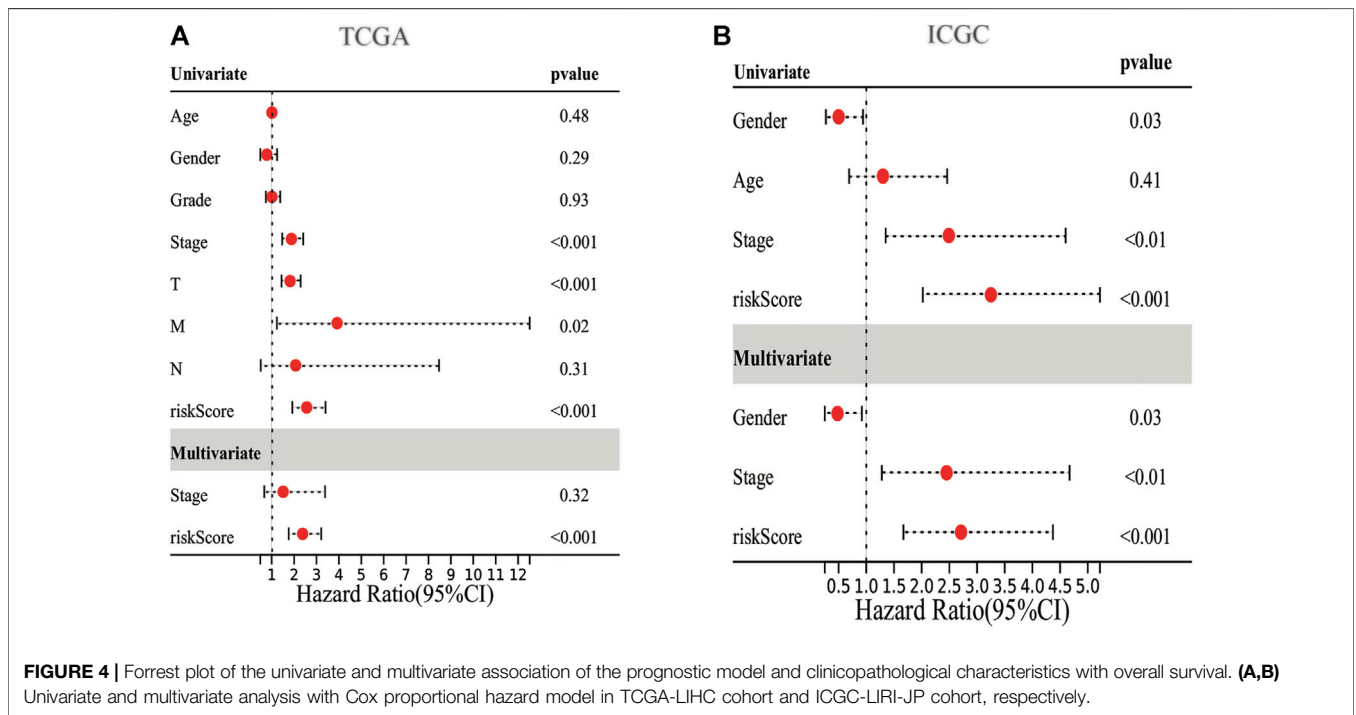 A
TCGA
Univariate pvalue
Age 0.48
Gender 0.29
Grade 0.93
Stage <0.001
T <0.001
M 0.02
N 0.31
riskScore <0.001
Multivariate
Stage 0.32
riskScore <0.001
1 2 3 4 5 6 7 8 9 10 11 12
Hazard Ratio(95%CI)
B
ICGC
Univariate pvalue
Gender 0.03
Age 0.41
Stage <0.01
riskScore <0.001
Multivariate
Gender 0.03
Stage <0.01
riskScore <0.001
0.5 1.0 1.5 2.0 2.5 3.0 3.5 4.0 4.5 5.0
Hazard Ratio(95%CI)
FIGURE 4 | Forrest plot of the univariate and multivariate association of the prognostic model and clinicopathological characteristics with overall survival. (A,B)
Univariate and multivariate analysis with Cox proportional hazard model in TCGA-LIHC cohort and ICGC-LIRI-JP cohort, respectively.